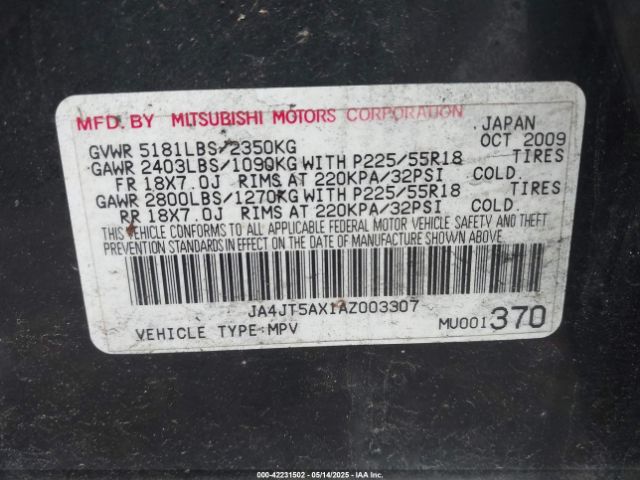 MFD. BY MITSUBISHI MOTORS CORPORATION
JAPAN
GVWR 5181LBS/2350KG OCT 2009
GAWR 2403LBS/1090KG WITH P225/55R18 TIRES
FR 18X7.0J RIMS AT 220KPA/32PSI COLD.
GAWR 2800LBS/1270KG WITH P225/55R18 TIRES
RR 18X7.0J RIMS AT 220KPA/32PSI COLD.
THIS VEHICLE CONFORMS TO ALL APPLICABLE FEDERAL MOTOR VEHICLE SAFETY AND THEFT
PREVENTION STANDARDS IN EFFECT ON THE DATE OF MANUFACTURE SHOWN ABOVE.
JA4JT5AX1AZ003307
VEHICLE TYPE:MPV MU001370
000-42231502 05/14/2025 IAA Inc.